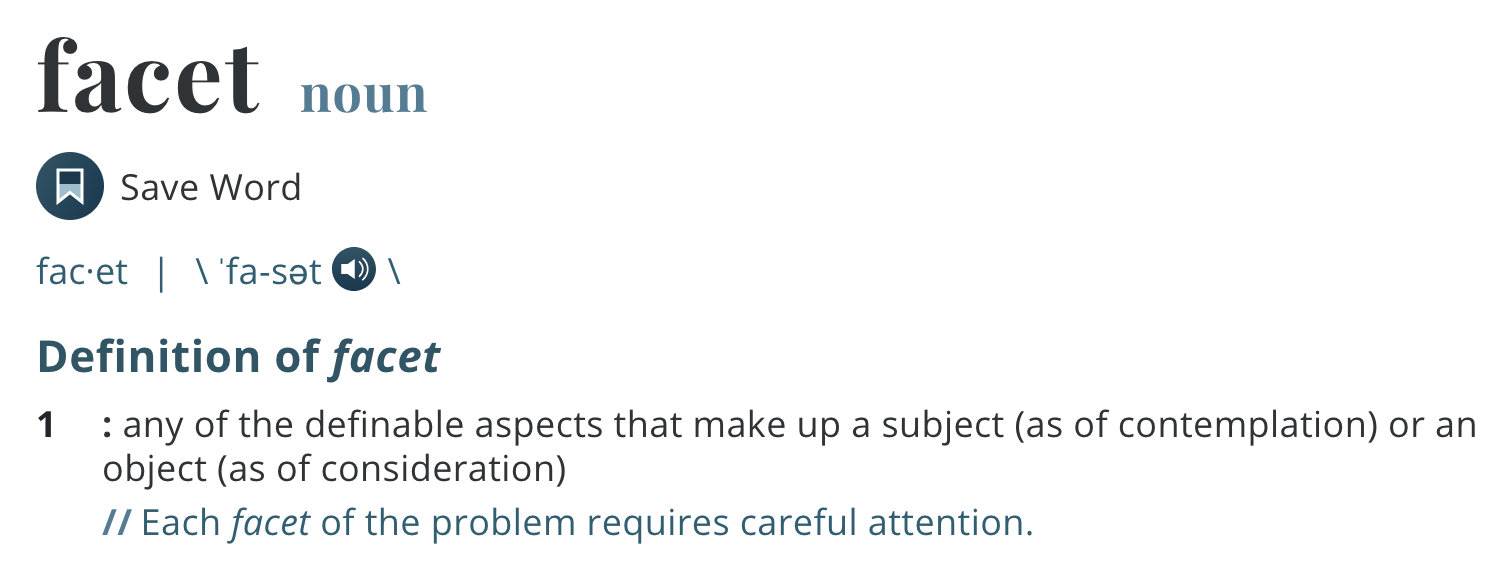 facet noun
Save Word
fac·et | \ ˈfa-sət \
Definition of facet
1 : any of the definable aspects that make up a subject (as of contemplation) or an
object (as of consideration)
// Each facet of the problem requires careful attention.